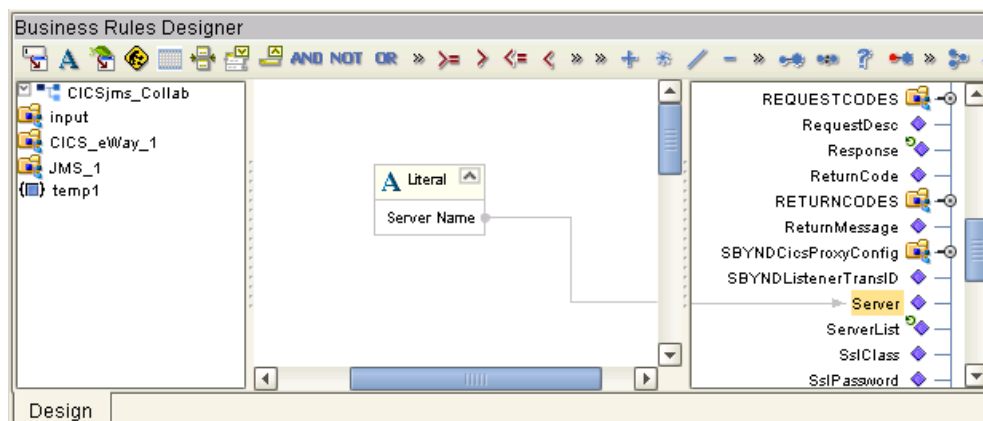 Business Rules Designer
A AND NOT OR » >= > <= < » » + * / - » ? » 
CICSjms_Collab
input
CICS_eWay_1
JMS_1
{} temp1
A Literal
Server Name
REQUESTCODES
RequestDesc
Response
ReturnCode
RETURNCODES
ReturnMessage
SBYNDCicsProxyConfig
SBYNDListenerTransID
Server
ServerList
SslClass
SslPassword
Design